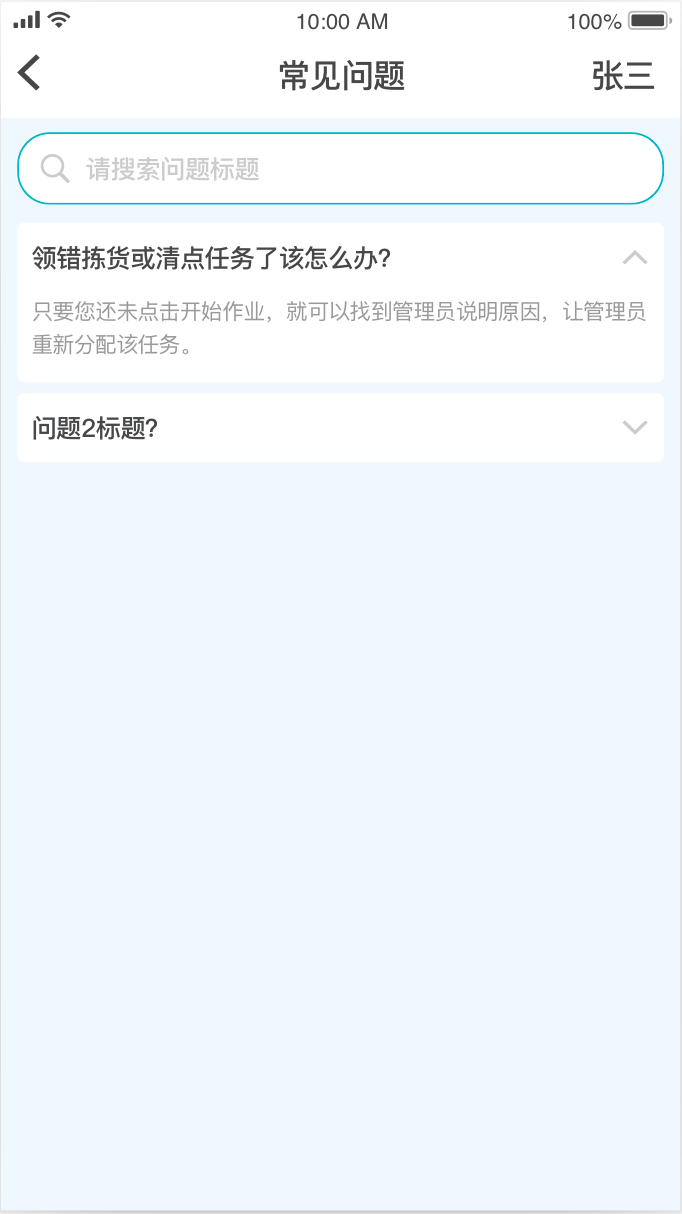 10:00 AM
100%
常见问题
张三
请搜索问题标题
领错拣货或清点任务了该怎么办?
只要您还未点击开始作业，就可以找到管理员说明原因，让管理员
重新分配该任务。
问题2标题?